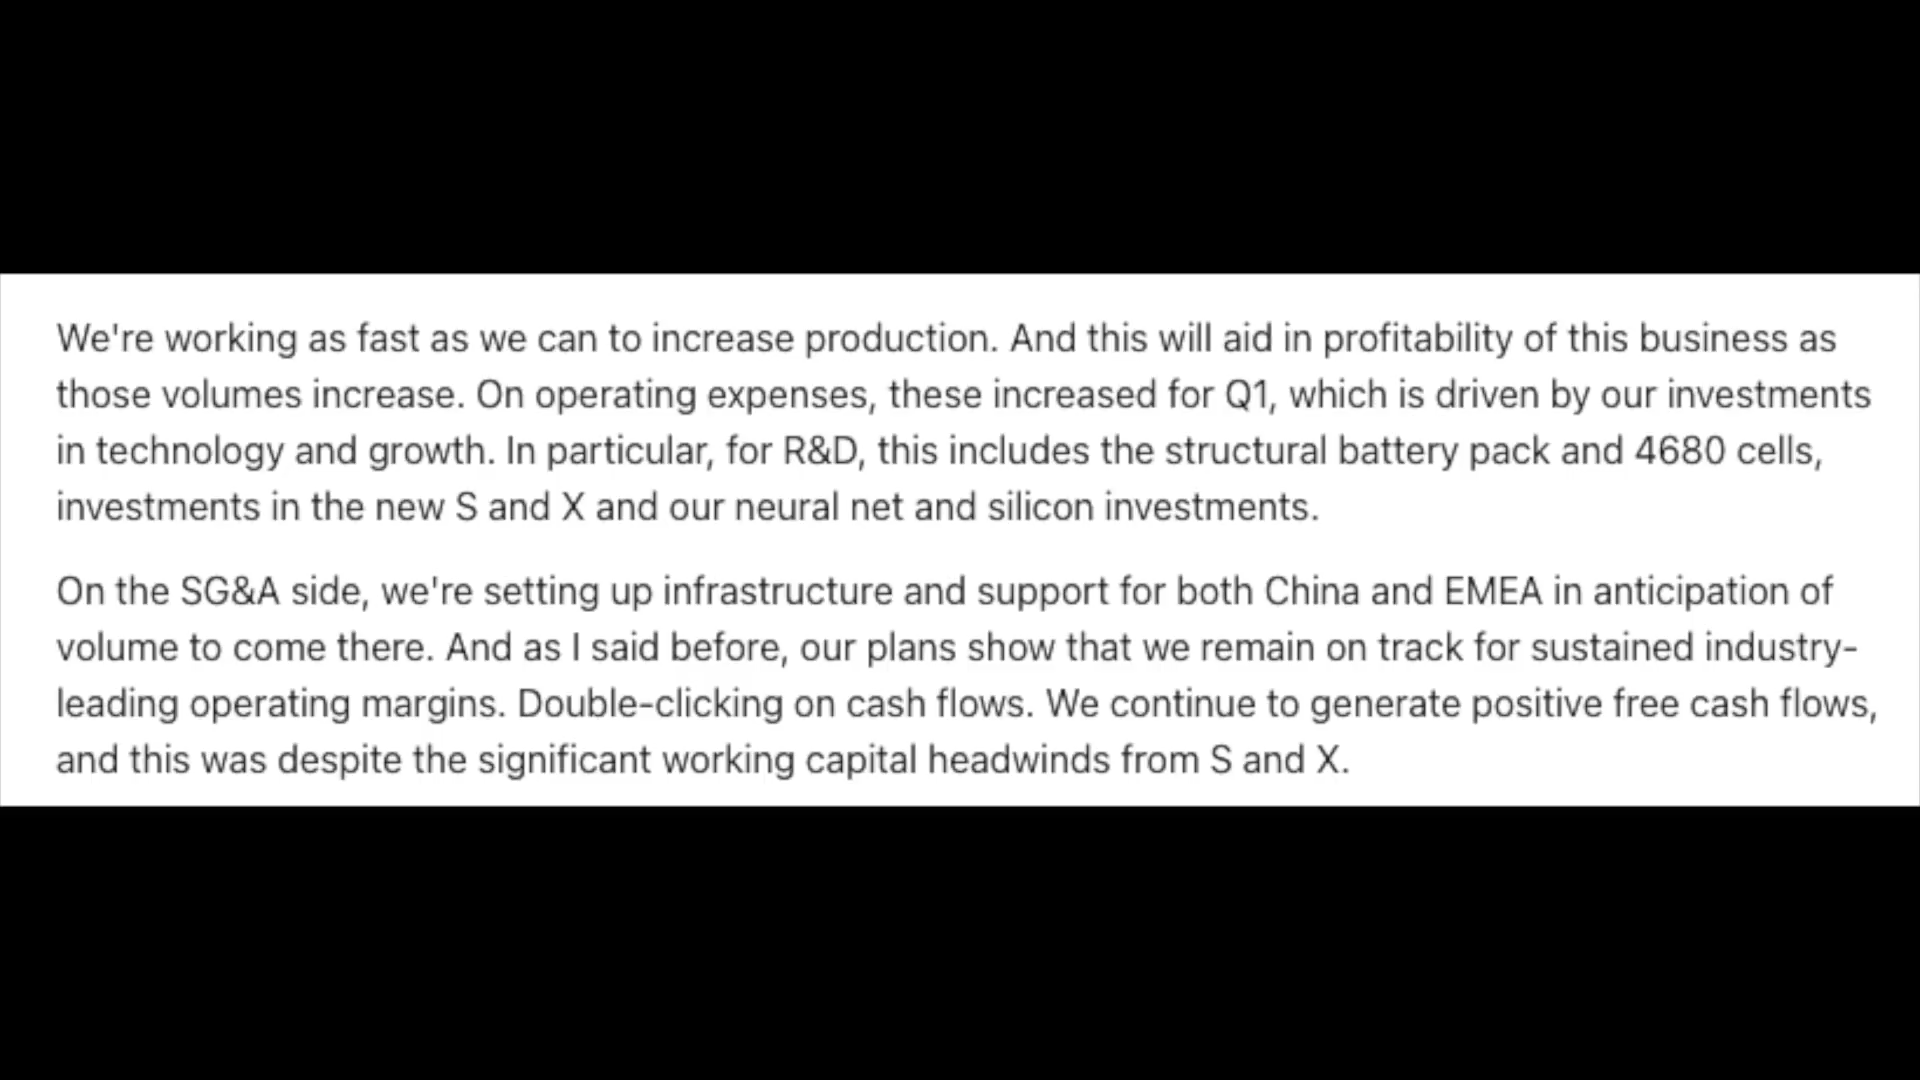 We're working as fast as we can to increase production. And this will aid in profitability of this business as
those volumes increase. On operating expenses, these increased for Q1, which is driven by our investments
in technology and growth. In particular, for R&D, this includes the structural battery pack and 4680 cells,
investments in the new S and X and our neural net and silicon investments.
On the SG&A side, we're setting up infrastructure and support for both China and EMEA in anticipation of
volume to come there. And as I said before, our plans show that we remain on track for sustained industry-
leading operating margins. Double-clicking on cash flows. We continue to generate positive free cash flows,
and this was despite the significant working capital headwinds from S and X.